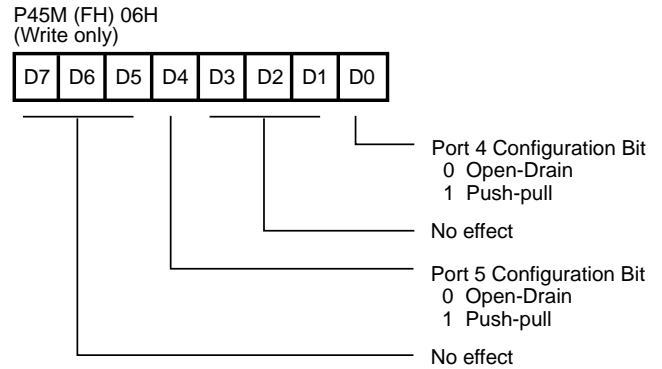 P45M (FH) 06H
(Write only)
D7 D6 D5 D4 D3 D2 D1 D0
Port 4 Configuration Bit
0 Open-Drain
1 Push-pull
No effect
Port 5 Configuration Bit
0 Open-Drain
1 Push-pull
No effect